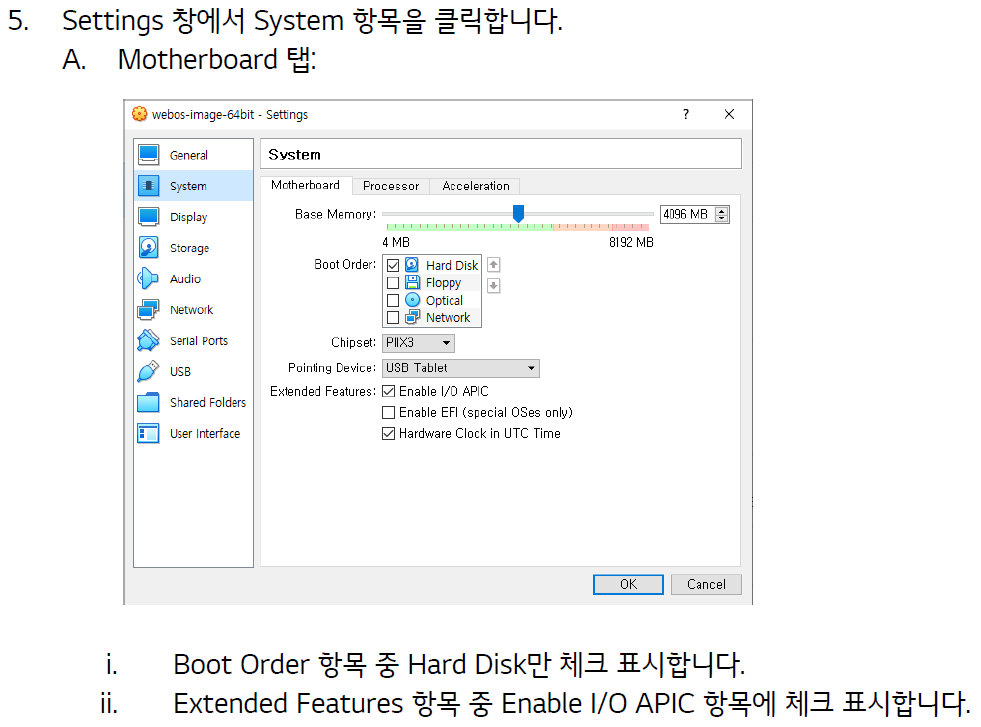 5. Settings 창에서 System 항목을 클릭합니다.
A. Motherboard 탭:
webos-image-64bit - Settings
?
General
System
Display
Storage
Audio
Network
Serial Ports
USB
Shared Folders
User Interface
System
Motherboard Processor Acceleration
Base Memory: 4096 MB
4 MB 8192 MB
Boot Order: Hard Disk
Floppy
Optical
Network
Chipset: PIIX3
Pointing Device: USB Tablet
Extended Features: Enable I/O APIC
Enable EFI (special OSes only)
Hardware Clock in UTC Time
OK Cancel
i. Boot Order 항목 중 Hard Disk만 체크 표시합니다.
ii. Extended Features 항목 중 Enable I/O APIC 항목에 체크 표시합니다.